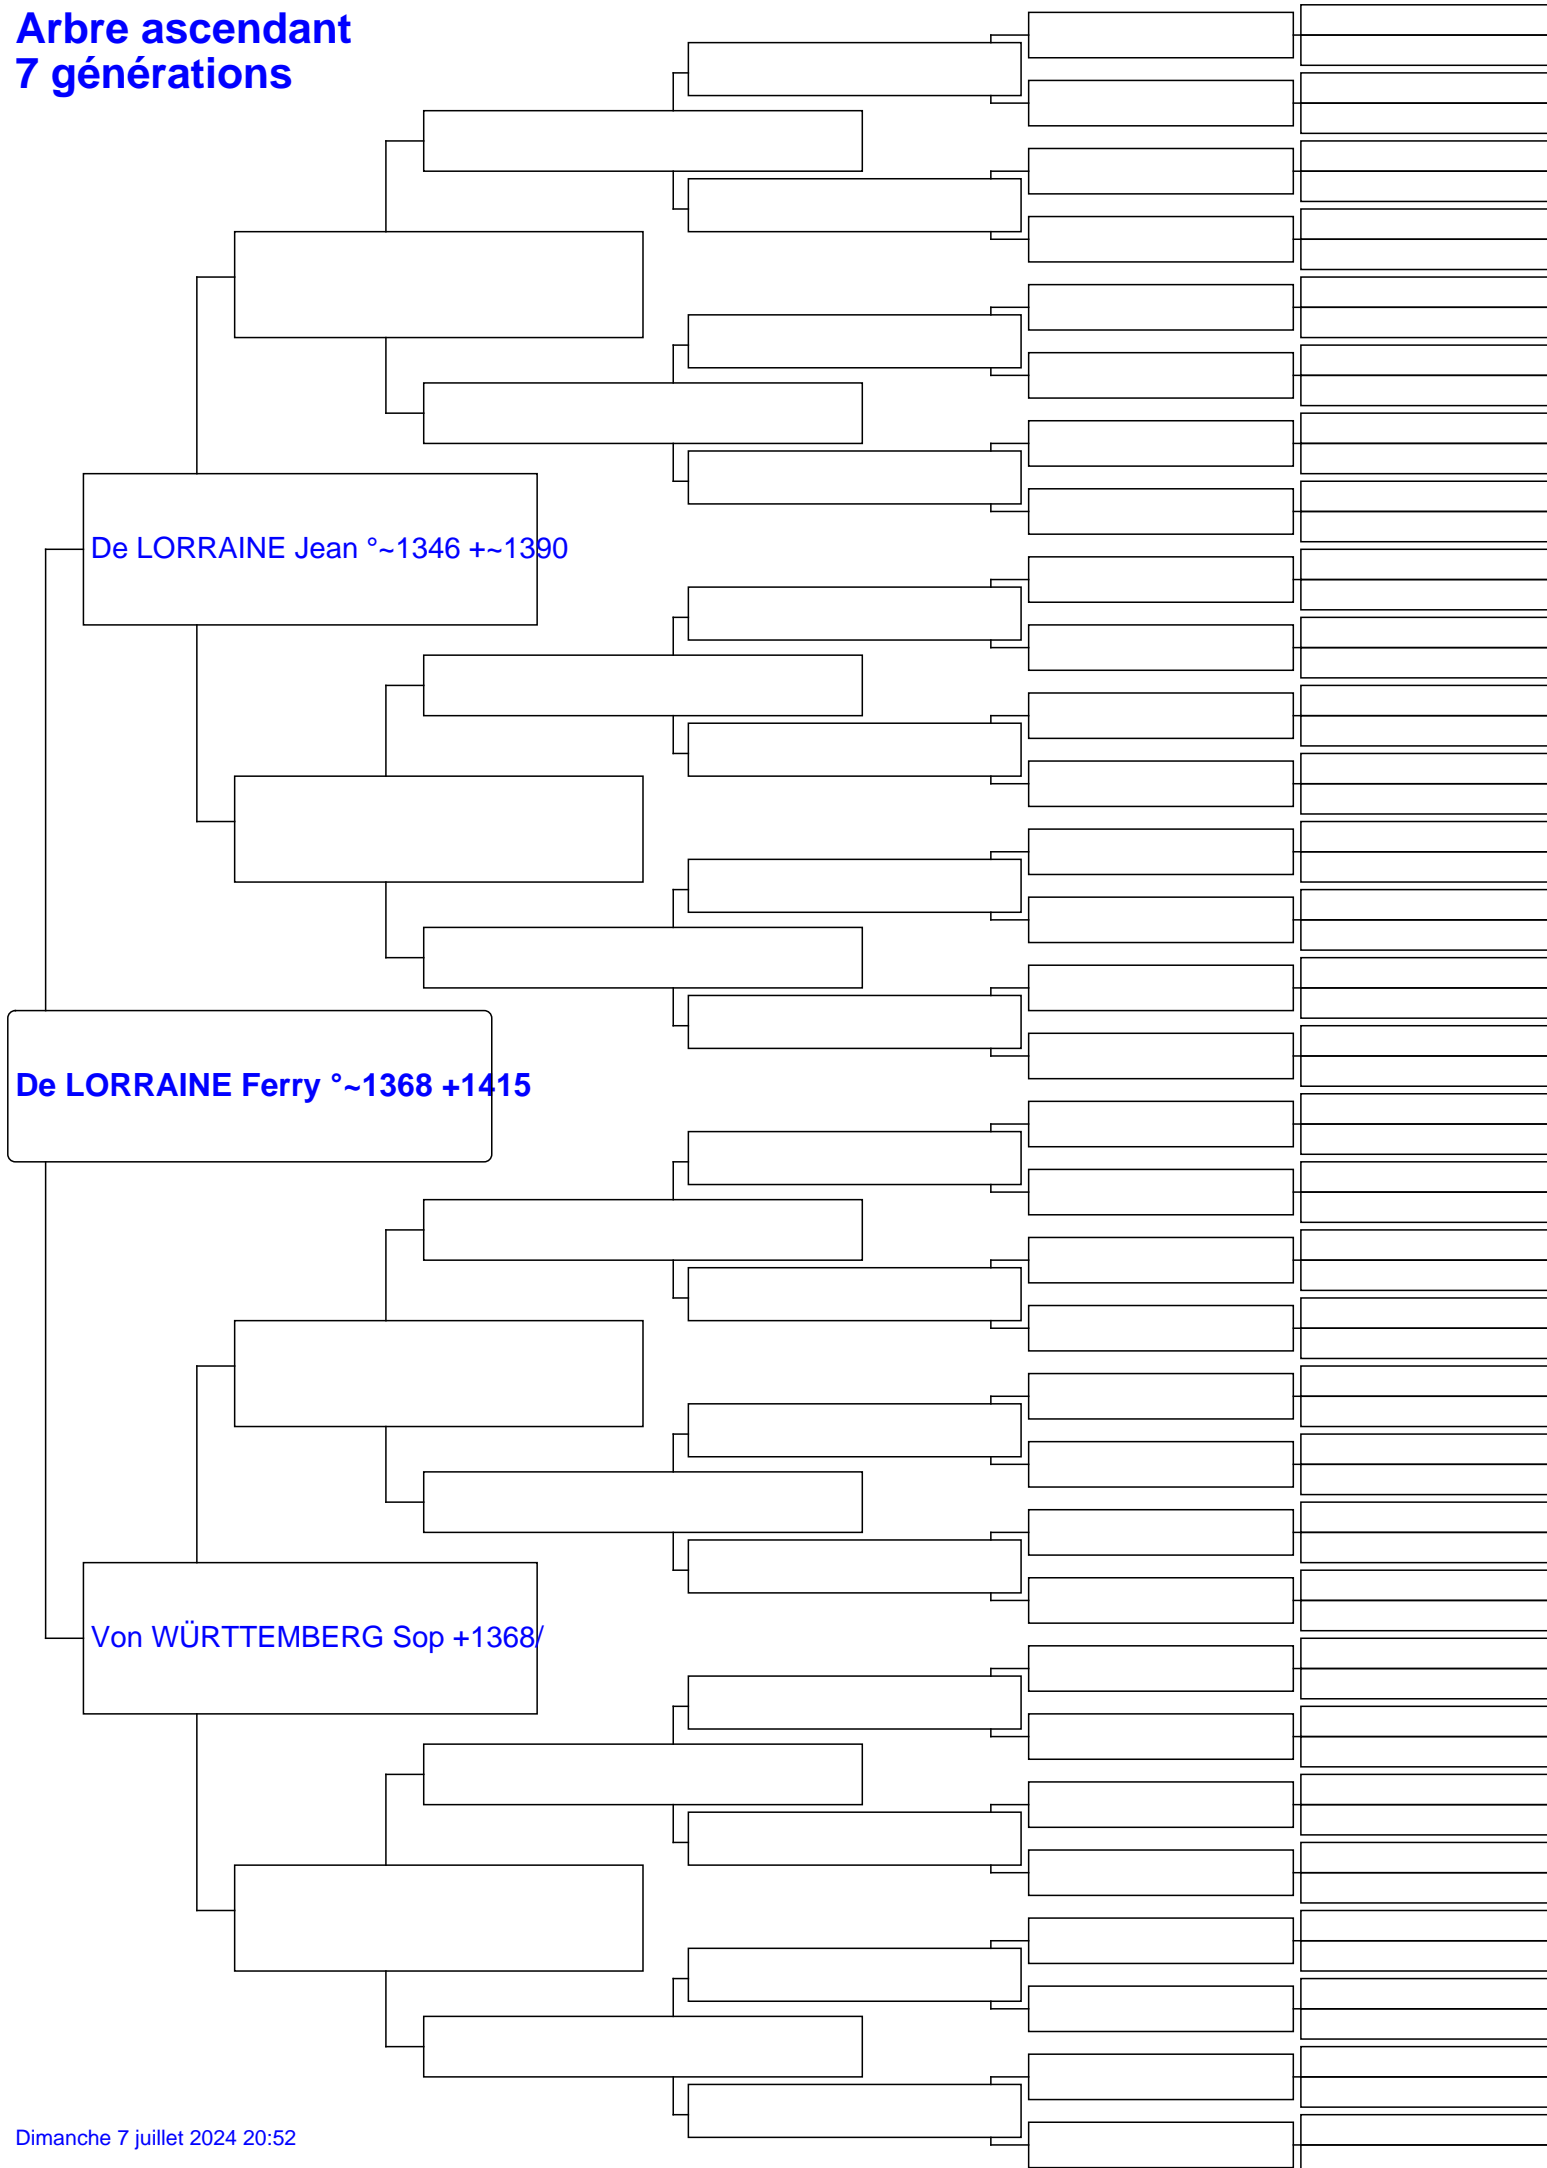 Arbre ascendant
7 générations
De LORRAINE Jean °~1346 +~1390
De LORRAINE Ferry °~1368 +1415
Von WÜRTTEMBERG Sop +1368/
Dimanche 7 juillet 2024 20:52